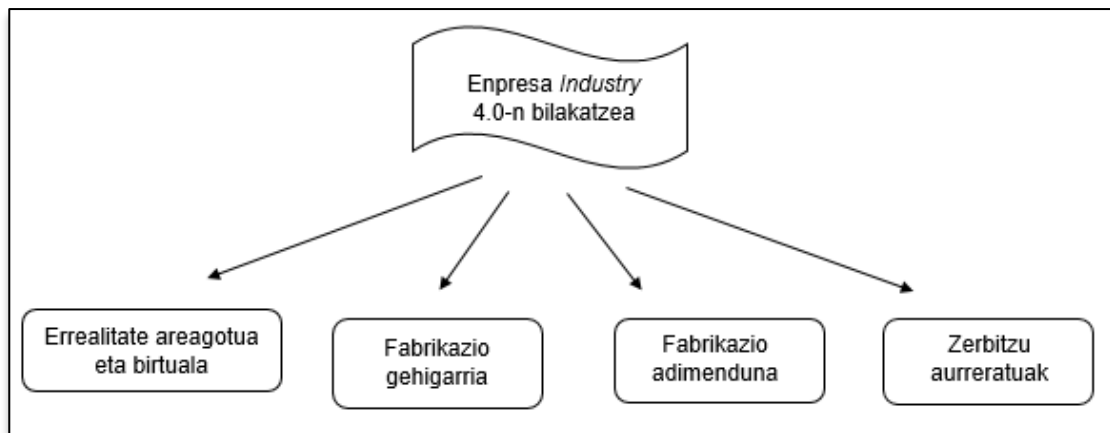 Enpresa Industry
4.0-n bilakatzea
Errealitate areagotua
eta birtuala
Fabrikazio
gehigarria
Fabrikazio
adimenduna
Zerbitzu
aurreratuak